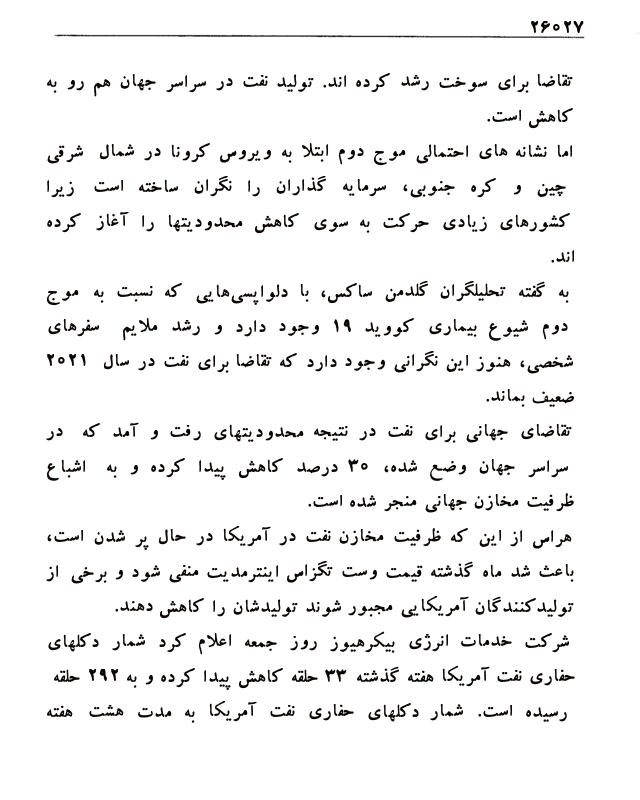 ۲۶۰۲۷
تقاضا برای سوخت رشد کرده اند. تولید نفت در سراسر جهان هم رو به
کاهش است.
اما نشانه های احتمالی موج دوم ابتلا به ویروس کرونا در شمال شرقی
چین و کره جنوبی، سرمایه گذاران را نگران ساخته است زیرا
کشورهای زیادی حرکت به سوی کاهش محدودیتها را آغاز کرده
اند.
به گفته تحلیلگران گلدمن ساکس، با دلواپسی‌هایی که نسبت به موج
دوم شیوع بیماری کووید ۱۹ وجود دارد و رشد ملایم سفرهای
شخصی، هنوز این نگرانی وجود دارد که تقاضا برای نفت در سال ۲۰۲۱
ضعیف بماند.
تقاضای جهانی برای نفت در نتیجه محدودیتهای رفت و آمد که در
سراسر جهان وضع شده، ۳۰ درصد کاهش پیدا کرده و به اشباع
ظرفیت مخازن جهانی منجر شده است.
هراس از این که ظرفیت مخازن نفت در آمریکا در حال پر شدن است،
باعث شد ماه گذشته قیمت وست تگزاس اینترمدیت منفی شود و برخی از
تولیدکنندگان آمریکایی مجبور شوند تولیدشان را کاهش دهند.
شرکت خدمات انرژی بیکرهیوز روز جمعه اعلام کرد شمار دکلهای
حفاری نفت آمریکا هفته گذشته ۳۳ حلقه کاهش پیدا کرده و به ۲۹۲ حلقه
رسیده است. شمار دکلهای حفاری نفت آمریکا به مدت هشت هفته